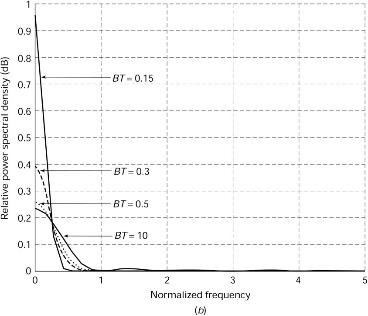 Relative power spectral density (dB)
1
0.9
0.8
0.7
0.6
0.5
0.4
0.3
0.2
0.1
0
BT = 0.15
BT = 0.3
BT = 0.5
BT = 10
0 1 2 3 4 5
Normalized frequency
(b)